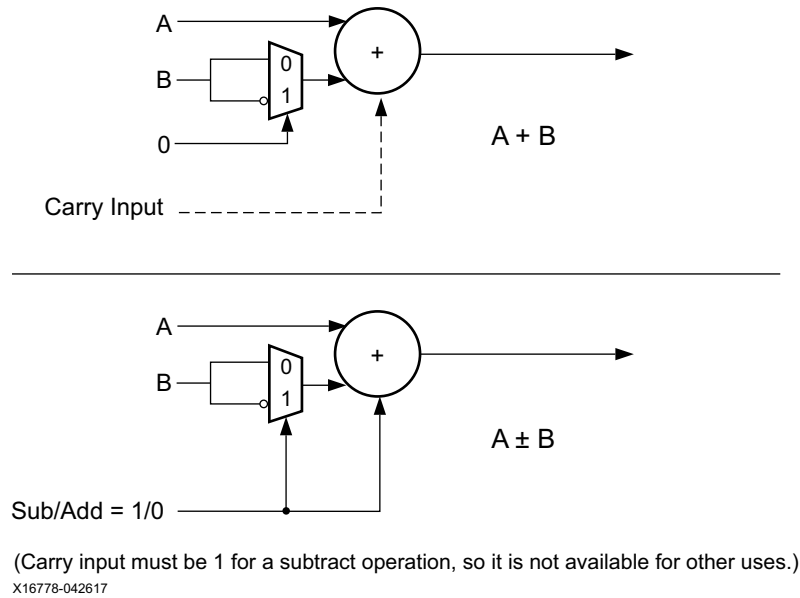 A
B
0
1
0
+
A + B
Carry Input
A
B
0
1
+
A ± B
Sub/Add = 1/0
(Carry input must be 1 for a subtract operation, so it is not available for other uses.)
X16778-042617